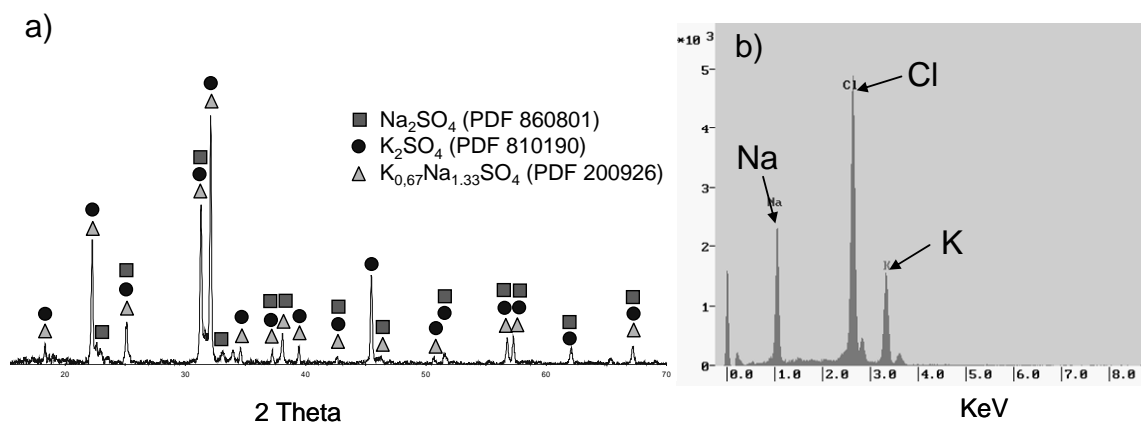 a)
Na2SO4 (PDF 860801)
K2SO4 (PDF 810190)
K0,67Na1.33SO4 (PDF 200926)
20 30 40 50 60 70
2 Theta
b)
*10 3
5
4
3
2
1
0
Cl
Cl
Na
Na
K
K
0.0 1.0 2.0 3.0 4.0 5.0 6.0 7.0 8.0
KeV